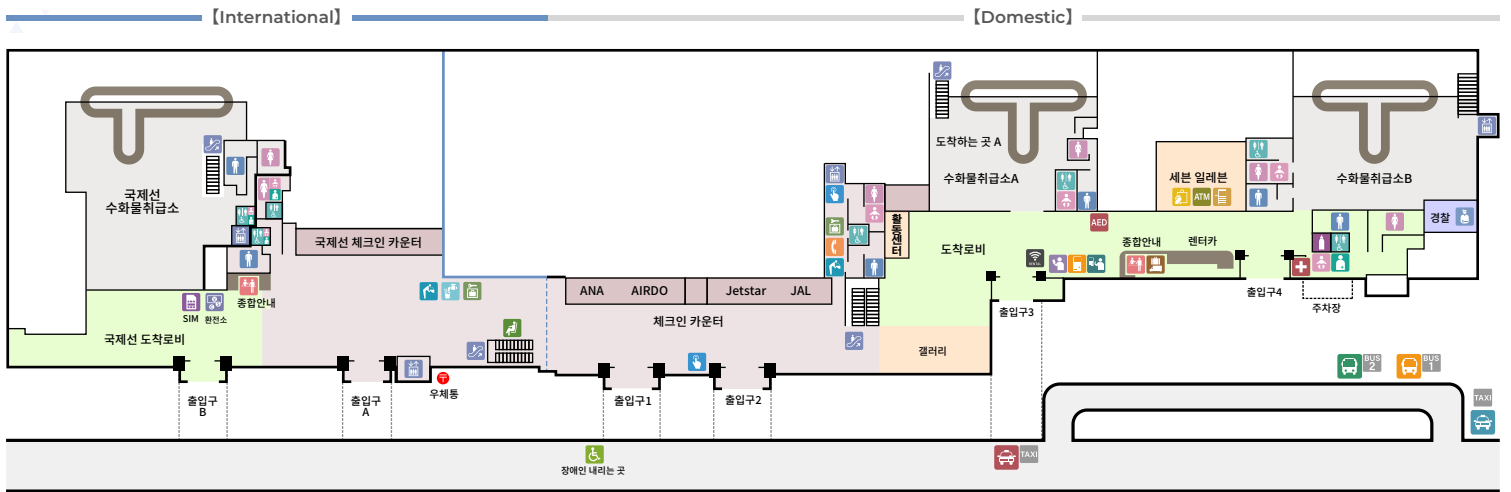 【International】
【Domestic】
도착하는 곳 A
국제선
수화물취급소
수화물취급소A
세븐 일레븐
ATM
수화물취급소B
경찰
AED
활동센터
국제선 체크인 카운터
도착로비
종합안내
렌터카
RENTAL
종합안내
SIM
환전소
ANA
AIRDO
Jetstar
JAL
체크인 카운터
출입구3
출입구4
주차장
국제선 도착로비
갤러리
우체통
출입구
B
출입구
A
출입구1
출입구2
BUS
2
BUS
1
TAXI
TAXI
장애인 내리는 곳